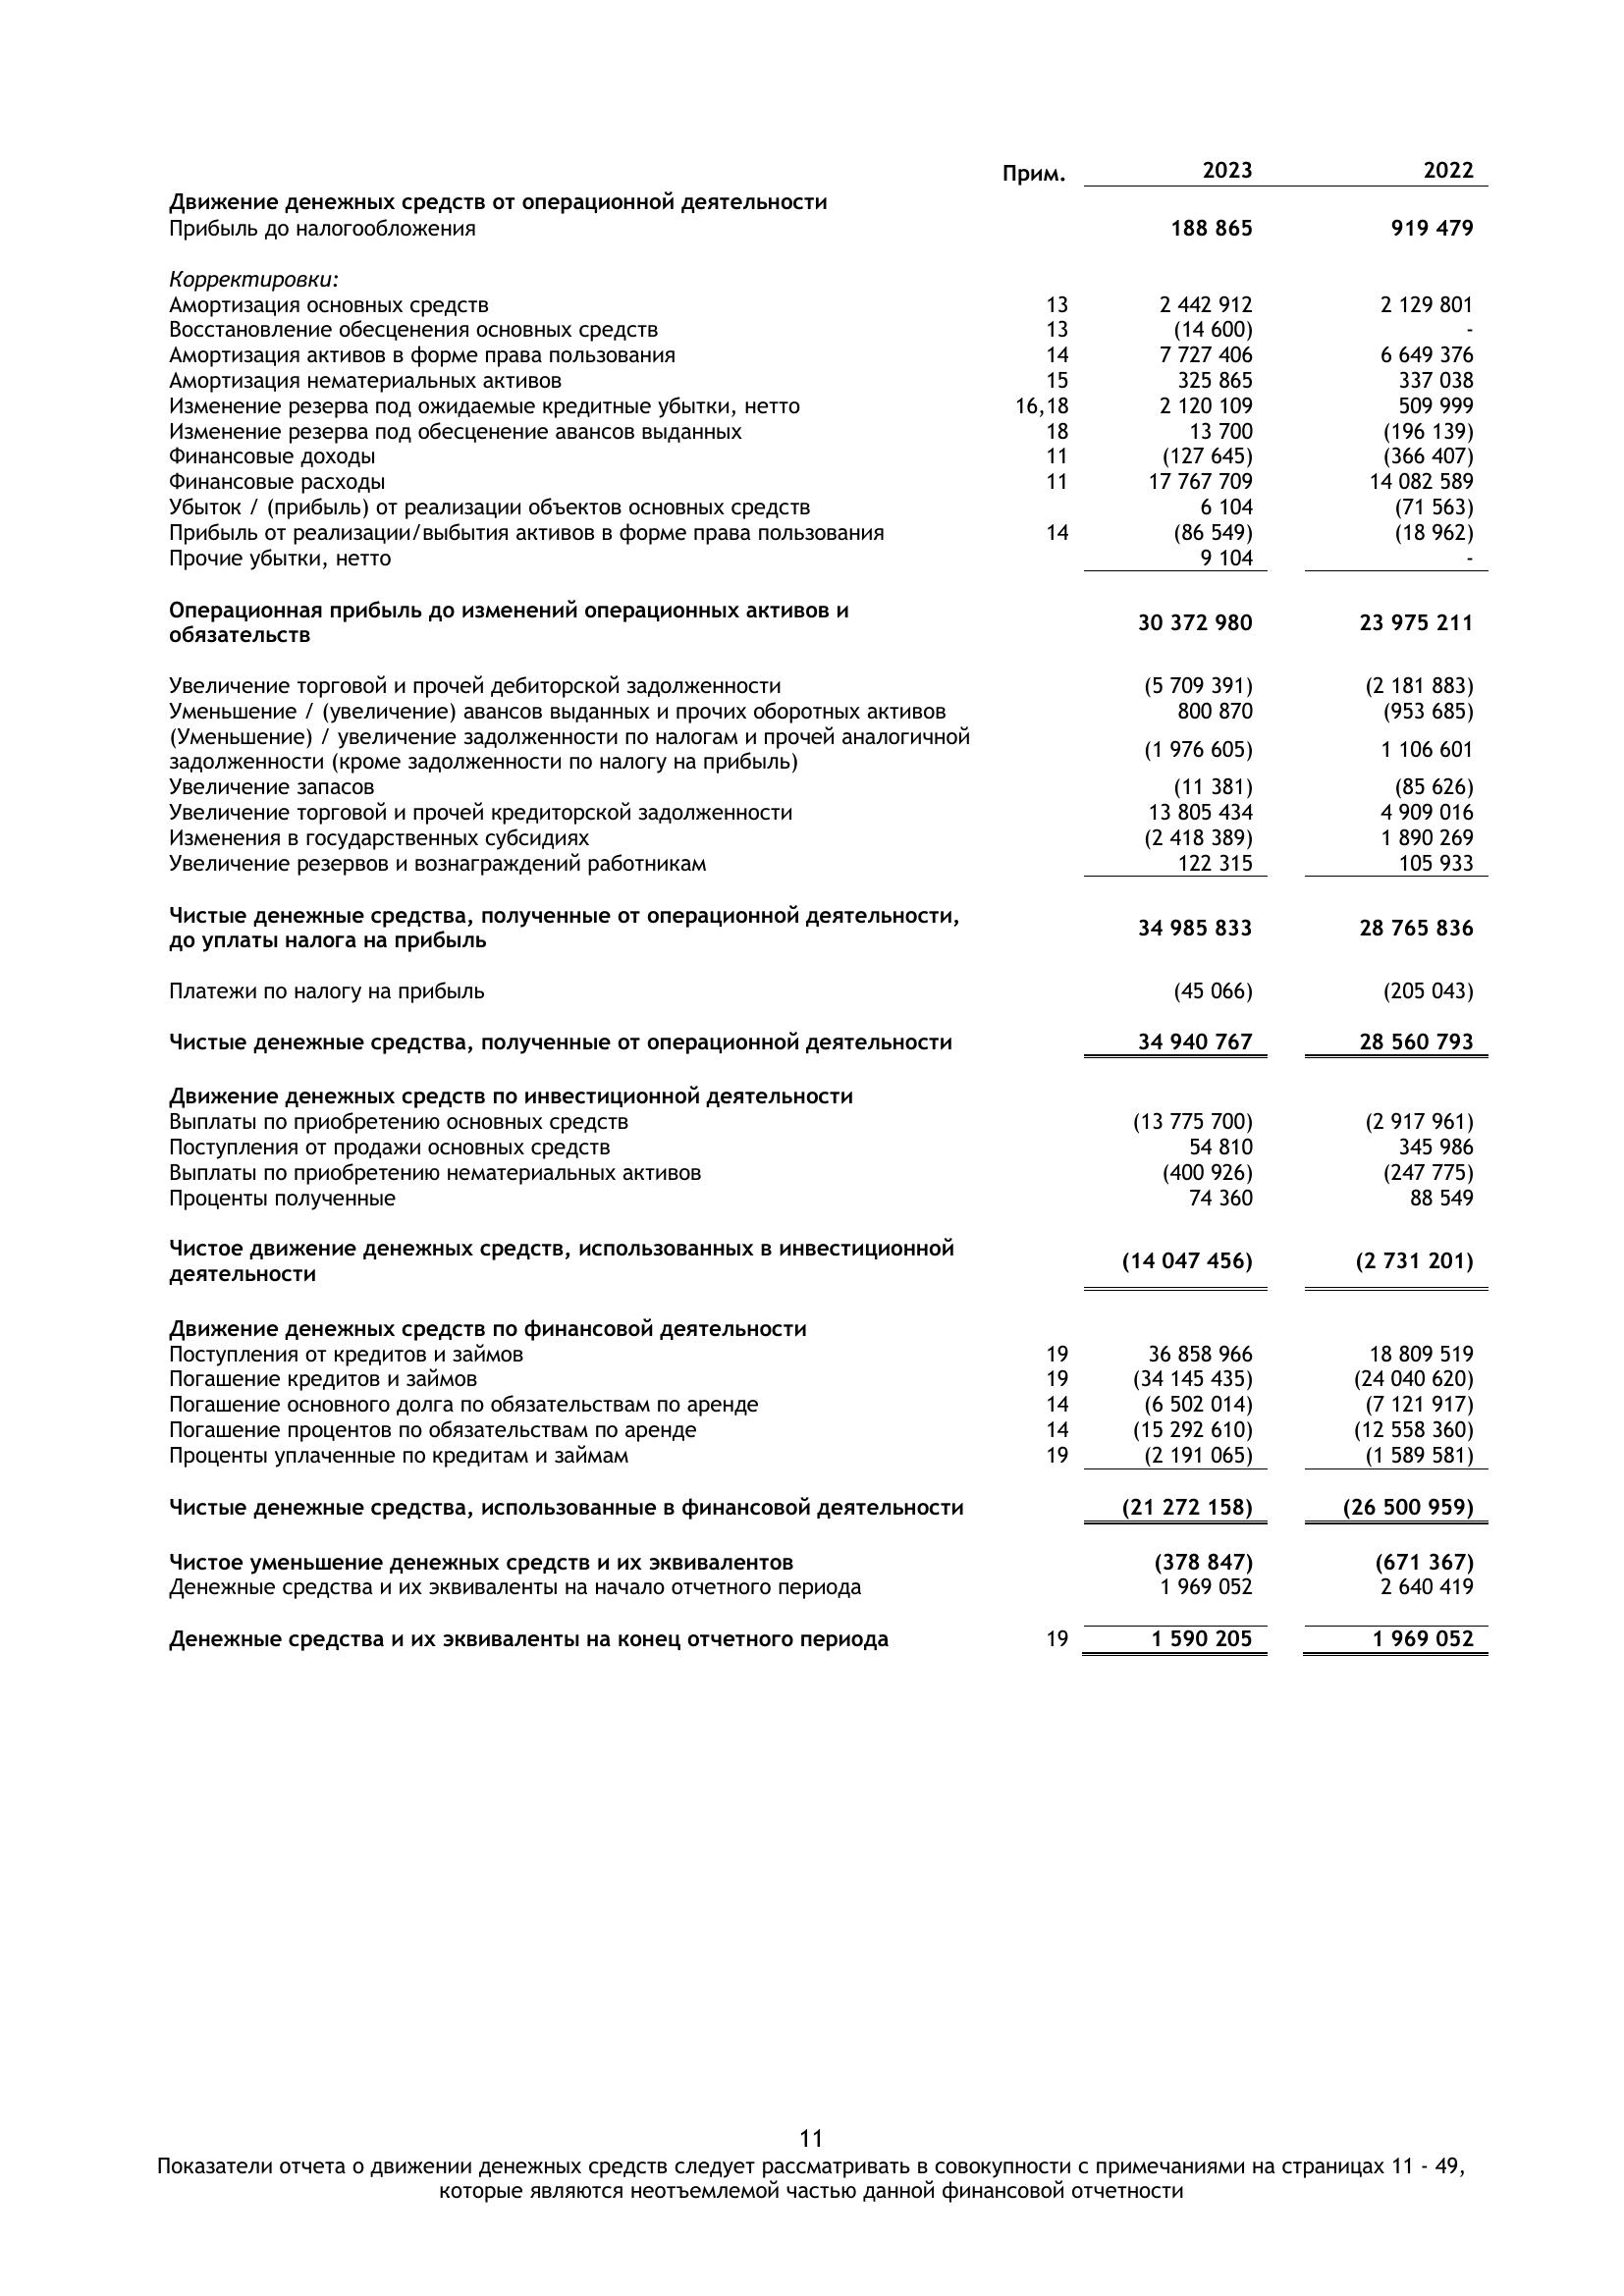 Прим. 2023 2022
Движение денежных средств от операционной деятельности
Прибыль до налогообложения 188 865 919 479
Корректировки:
Амортизация основных средств 13 2 442 912 2 129 801
Восстановление обесценения основных средств 13 (14 600) -
Амортизация активов в форме права пользования 14 7 727 406 6 649 376
Амортизация нематериальных активов 15 325 865 337 038
Изменение резерва под ожидаемые кредитные убытки, нетто 16,18 2 120 109 509 999
Изменение резерва под обесценение авансов выданных 18 13 700 (196 139)
Финансовые доходы 11 (127 645) (366 407)
Финансовые расходы 11 17 767 709 14 082 589
Убыток / (прибыль) от реализации объектов основных средств 6 104 (71 563)
Прибыль от реализации/выбытия активов в форме права пользования 14 (86 549) (18 962)
Прочие убытки, нетто 9 104 -
Операционная прибыль до изменений операционных активов и
обязательств 30 372 980 23 975 211
Увеличение торговой и прочей дебиторской задолженности (5 709 391) (2 181 883)
Уменьшение / (увеличение) авансов выданных и прочих оборотных активов 800 870 (953 685)
(Уменьшение) / увеличение задолженности по налогам и прочей аналогичной
задолженности (кроме задолженности по налогу на прибыль) (1 976 605) 1 106 601
Увеличение запасов (11 381) (85 626)
Увеличение торговой и прочей кредиторской задолженности 13 805 434 4 909 016
Изменения в государственных субсидиях (2 418 389) 1 890 269
Увеличение резервов и вознаграждений работникам 122 315 105 933
Чистые денежные средства, полученные от операционной деятельности,
до уплаты налога на прибыль 34 985 833 28 765 836
Платежи по налогу на прибыль (45 066) (205 043)
Чистые денежные средства, полученные от операционной деятельности 34 940 767 28 560 793
Движение денежных средств по инвестиционной деятельности
Выплаты по приобретению основных средств (13 775 700) (2 917 961)
Поступления от продажи основных средств 54 810 345 986
Выплаты по приобретению нематериальных активов (400 926) (247 775)
Проценты полученные 74 360 88 549
Чистое движение денежных средств, использованных в инвестиционной
деятельности (14 047 456) (2 731 201)
Движение денежных средств по финансовой деятельности
Поступления от кредитов и займов 19 36 858 966 18 809 519
Погашение кредитов и займов 19 (34 145 435) (24 040 620)
Погашение основного долга по обязательствам по аренде 14 (6 502 014) (7 121 917)
Погашение процентов по обязательствам по аренде 14 (15 292 610) (12 558 360)
Проценты уплаченные по кредитам и займам 19 (2 191 065) (1 589 581)
Чистые денежные средства, использованные в финансовой деятельности (21 272 158) (26 500 959)
Чистое уменьшение денежных средств и их эквивалентов (378 847) (671 367)
Денежные средства и их эквиваленты на начало отчетного периода 1 969 052 2 640 419
Денежные средства и их эквиваленты на конец отчетного периода 19 1 590 205 1 969 052
11
Показатели отчета о движении денежных средств следует рассматривать в совокупности с примечаниями на страницах 11 - 49,
которые являются неотъемлемой частью данной финансовой отчетности